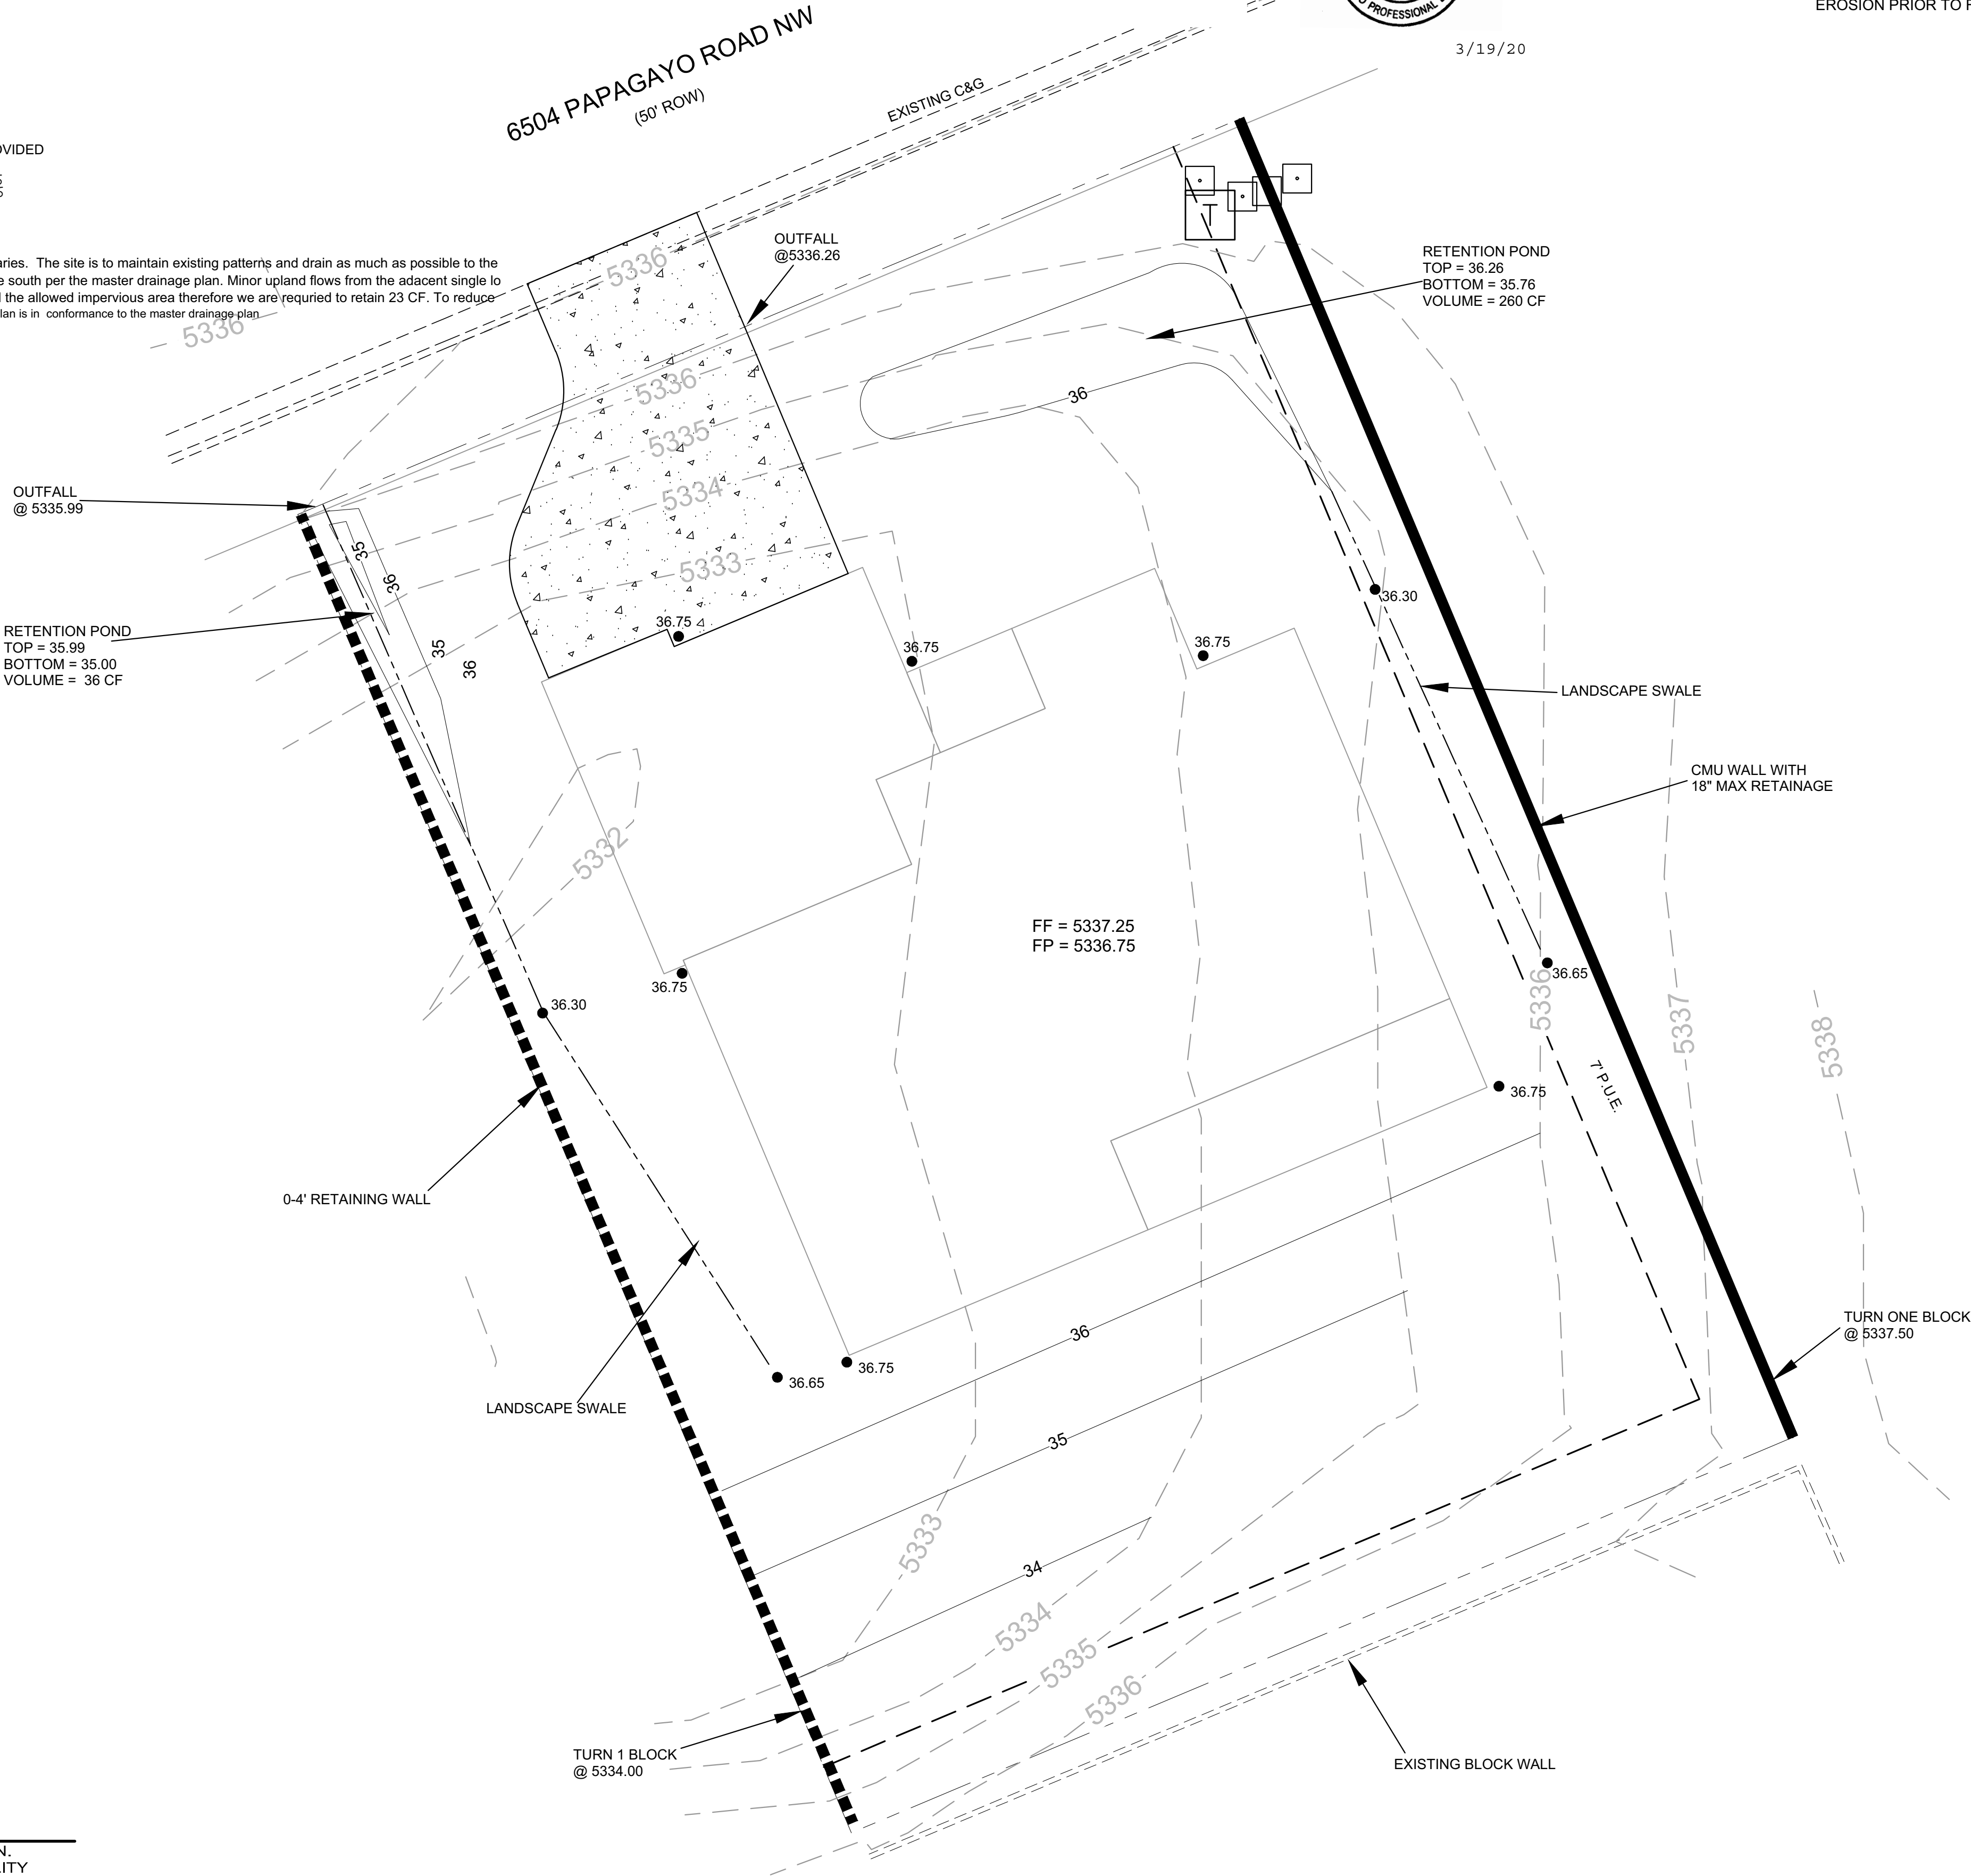 PROFESSIONAL
3/19/20
EROSION PRIOR TO
6504 PAPAGAYO ROAD NW
(50' ROW)
EXISTING C&G
OVIDED
aries.  The site is to maintain existing patterns and drain as much as possible to the
e south per the master drainage plan. Minor upland flows from the adacent single lo
the allowed impervious area therefore we are requried to retain 23 CF. To reduce
lan is in  conformance to the master drainage plan
5336
5336
OUTFALL
@5336.26
RETENTION POND
TOP = 36.26
BOTTOM = 35.76
VOLUME = 260 CF
T
5336
5335
5334
5333
36
OUTFALL
@ 5335.99
35
36
RETENTION POND
TOP = 35.99
BOTTOM = 35.00
VOLUME =  36 CF
35
36
36.75
36.75
36.75
36.30
LANDSCAPE SWALE
CMU WALL WITH
18" MAX RETAINAGE
5332
FF = 5337.25
FP = 5336.75
36.75
36.30
36.65
5336
5337
5338
7' P.U.E.
36.75
0-4' RETAINING WALL
36
TURN ONE BLOCK
@ 5337.50
36.75
36.65
LANDSCAPE SWALE
35
5333
34
5334
5335
5336
TURN 1 BLOCK
@ 5334.00
EXISTING BLOCK WALL
N.
ITY